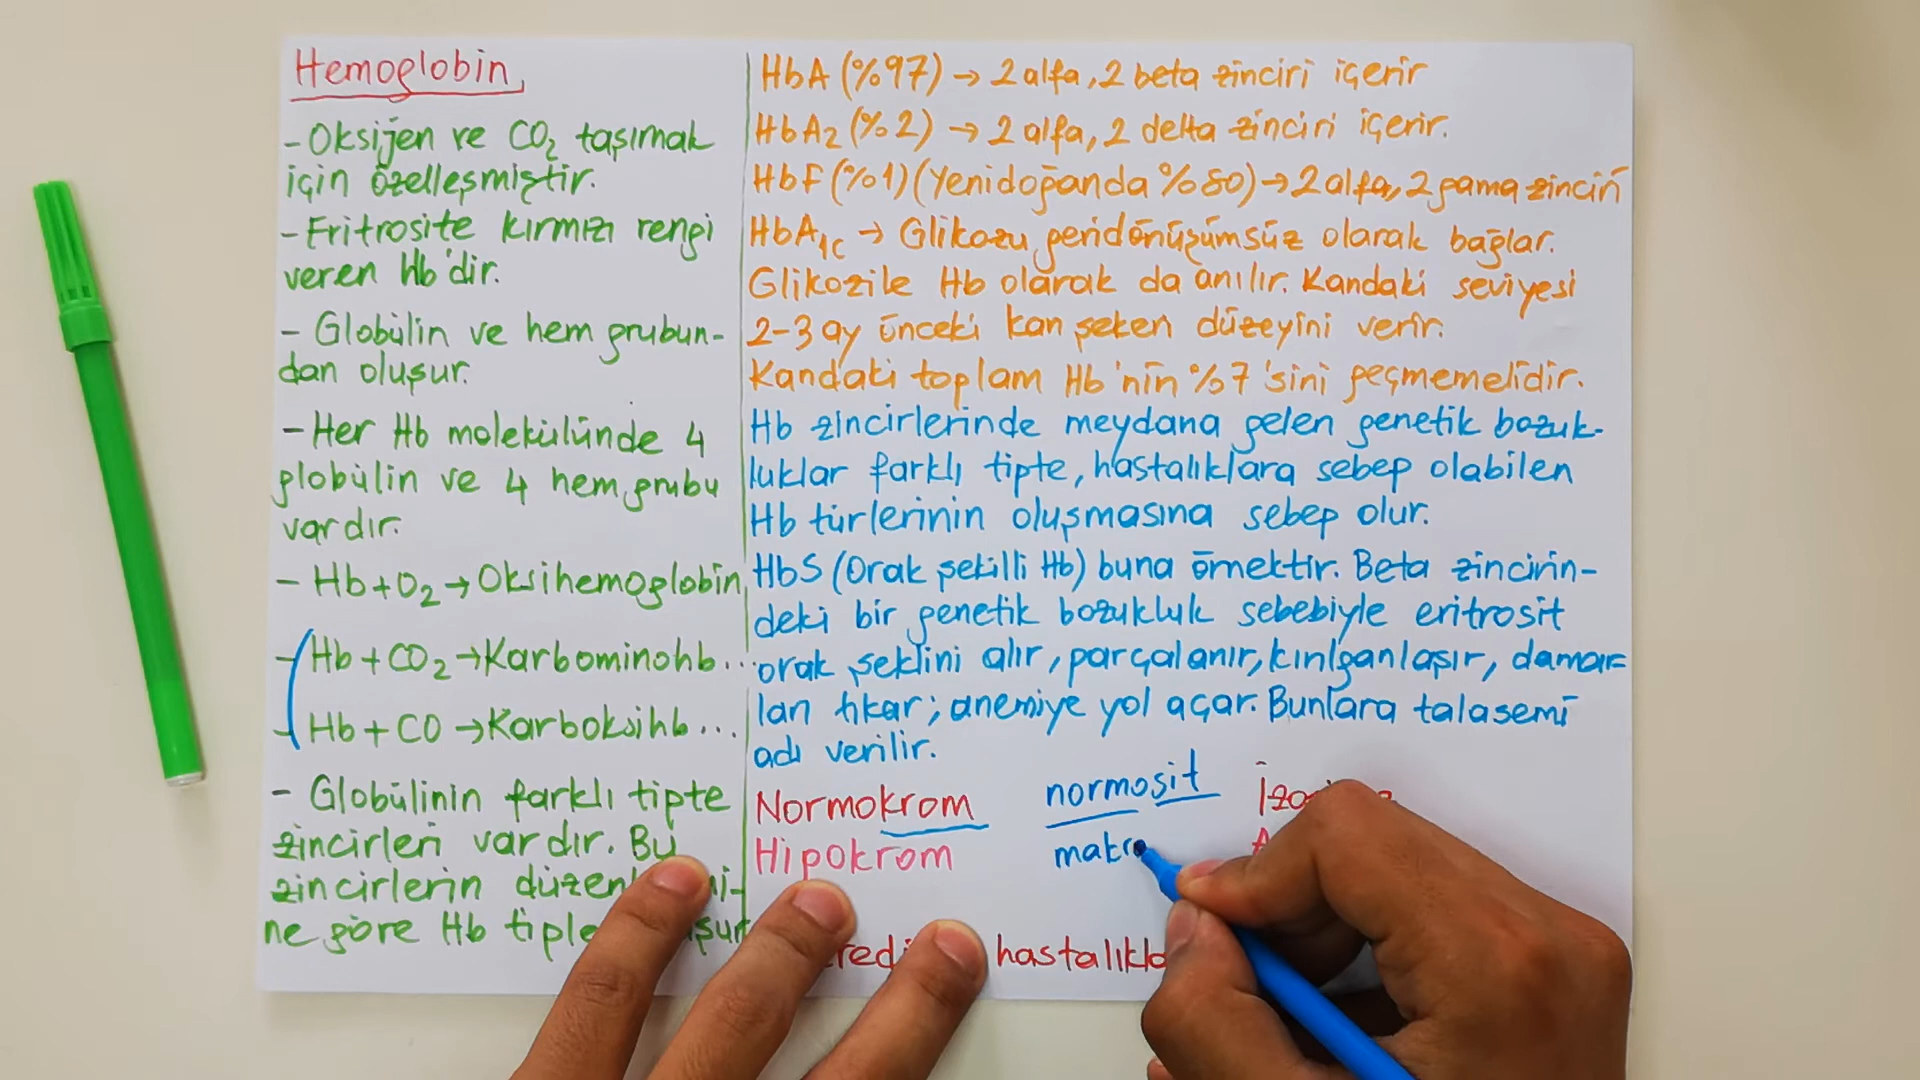 Hemoglobin
- Oksijen ve CO₂ taşımak
için özelleşmiştir.
- Eritrosite kırmızı rengi
veren Hb'dir.
- Globülin ve hem grubun-
dan oluşur.
- Her Hb molekülünde 4
globülin ve 4 hem grubu
vardır.
- Hb+O₂→Oksihemoglobin
- Hb+CO₂→Karbominohb...
- Hb+CO→Karboksihb...
- Globülinin farklı tipte
zincirleri vardır. Bu
zincirlerin
ne göre Hb
HbA (%97) → 2 alfa, 2 beta zinciri içerir
HbA₂ (%2) → 2 alfa, 2 delta zinciri içerir.
HbF (%1) (Yenidoğanda %80)→ 2 alfa, 2 gama zinciri
HbA1c → Glikozu geridönüşümsüz olarak bağlar.
Glikozile Hb olarak da anılır. Kandaki seviyesi
2-3 ay önceki kan şekeri düzeyini verir.
Kandaki toplam Hb'nin %7'sini geçmemelidir.
Hb zincirlerinde meydana gelen genetik bozuk-
luklar farklı tipte, hastalıklara sebep olabilen
Hb türlerinin oluşmasına sebep olur.
HbS (Orak şekilli Hb) buna örnektir. Beta zincirin-
deki bir genetik bozukluk sebebiyle eritrosit
orak şeklini alır, parçalanır, kırılganlaşır, damar-
ları tıkar; anemiye yol açar. Bunlara talasemi
adı verilir.
Normokrom normosit
Hipokrom makro